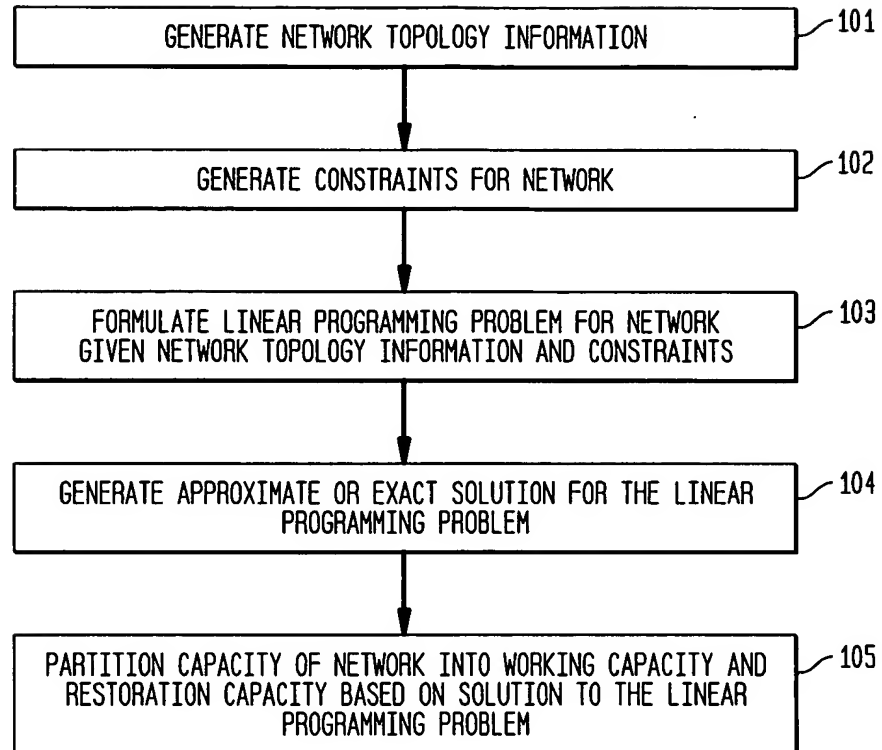 GENERATE NETWORK TOPOLOGY INFORMATION
101
GENERATE CONSTRAINTS FOR NETWORK
102
FORMULATE LINEAR PROGRAMMING PROBLEM FOR NETWORK
GIVEN NETWORK TOPOLOGY INFORMATION AND CONSTRAINTS
103
GENERATE APPROXIMATE OR EXACT SOLUTION FOR THE LINEAR
PROGRAMMING PROBLEM
104
PARTITION CAPACITY OF NETWORK INTO WORKING CAPACITY AND
RESTORATION CAPACITY BASED ON SOLUTION TO THE LINEAR
PROGRAMMING PROBLEM
105